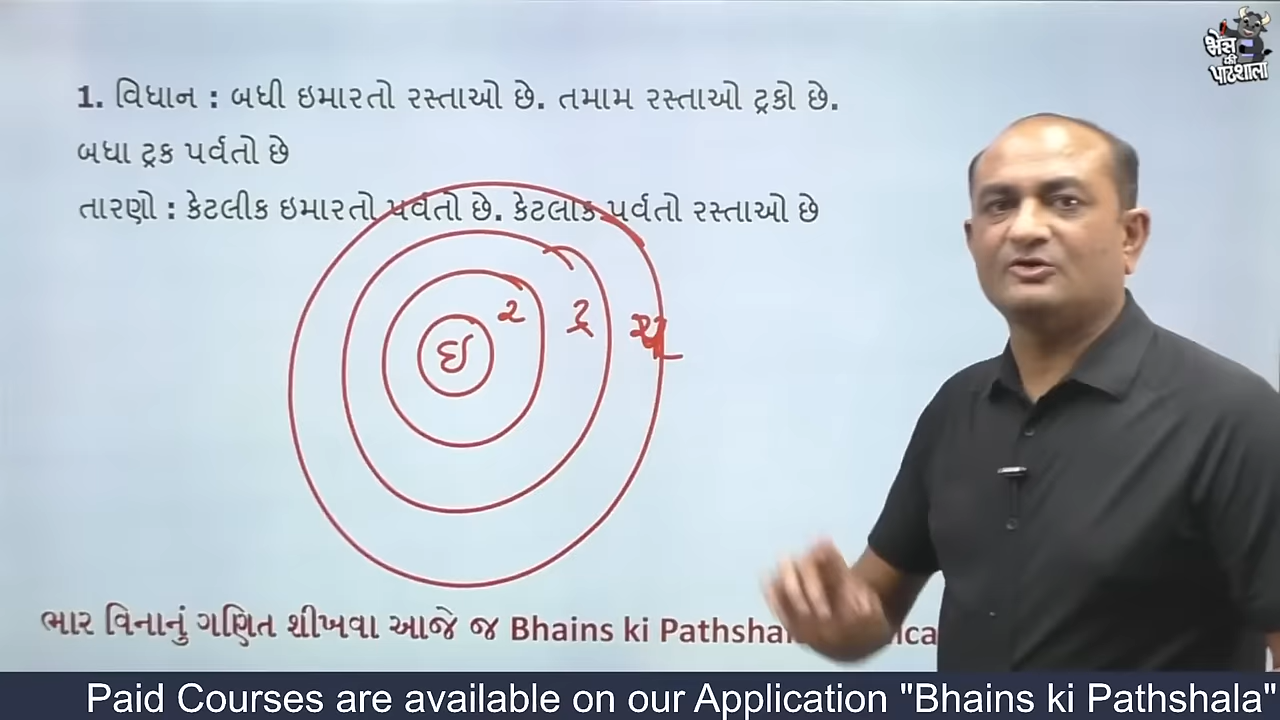 ભેંસ
કી
પાઠશાલા
1. વિધાન : બધી ઇમારતો રસ્તાઓ છે. તમામ રસ્તાઓ ટ્રકો છે.
બધા ટ્રક પર્વતો છે
તારણો : કેટલીક ઇમારતો પર્વતો છે. કેટલાક પર્વતો રસ્તાઓ છે
ઇ ર ટ્ર
ભાર વિનાનું ગણિત શીખવા આજે જ Bhains ki
Paid Courses are available on our Application "Bhains ki Pathshala"